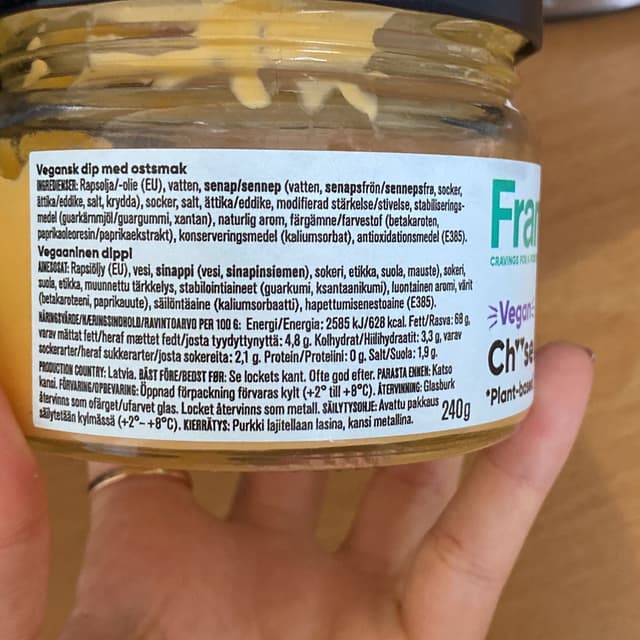 Vegansk dip med ostsmak
INGREDIENSER: Rapsolja/-olie (EU), vatten, senap/sennep (vatten, senapsfrön/sennepsfrø, socker,
ättika/eddike, salt, krydda), socker, salt, ättika/eddike, modifierad stärkelse/stivelse, stabiliserings-
medel (guarkärnmjöl/guargummi, xantan), naturlig arom, färgämne/farvestof (betakaroten,
paprikaoleoresin/paprikaekstrakt), konserveringsmedel (kaliumsorbat), antioxidationsmedel (E385).
Vegaaninen dippi
AINEOSAT: Rapsiöljy (EU), vesi, sinappi (vesi, sinapinsiemen), sokeri, etikka, suola, mauste), sokeri,
suola, etikka, muunnettu tärkkelys, stabilointiaineet (guarkumi, ksantaanikumi), luontainen aromi, värit
(betakaroteeni, paprikauute), säilöntäaine (kaliumsorbaatti), hapettumisenestoaine (E385).
NÄRINGSVÄRDE/NÆRINGSINDHOLD/RAVINTOARVO PER 100 G: Energi/Energia: 2585 kJ/628 kcal. Fett/Rasva: 68 g,
varav mättat fett/heraf mættet fedt/josta tyydyttynyttä: 4,8 g. Kolhydrat/Hiilihydraatit: 3,3 g, varav
sockerarter/heraf sukkerarter/josta sokereita: 2,1 g. Protein/Proteiini: 0 g. Salt/Suola: 1,9 g.
PRODUCTION COUNTRY: Latvia. BÄST FÖRE/BEDST FØR: Se lockets kant. Ofte god efter. PARASTA ENNEN: Katso
kansi. FÖRVARING/OPBEVARING: Öppnad förpackning förvaras kylt (+2° till +8°C). ÅTERVINNING: Glasburk
återvinns som ofärgat/ufarvet glas. Locket återvinns som metall. SÄILYTYSOHJE: Avattu pakkaus
säilytetään kylmässä (+2°– +8°C). KIERRÄTYS: Purkki lajitellaan lasina, kansi metallina.
240g
Fran
CRAVINGS FOR A
Vegan
Ch**se
*Plant-based